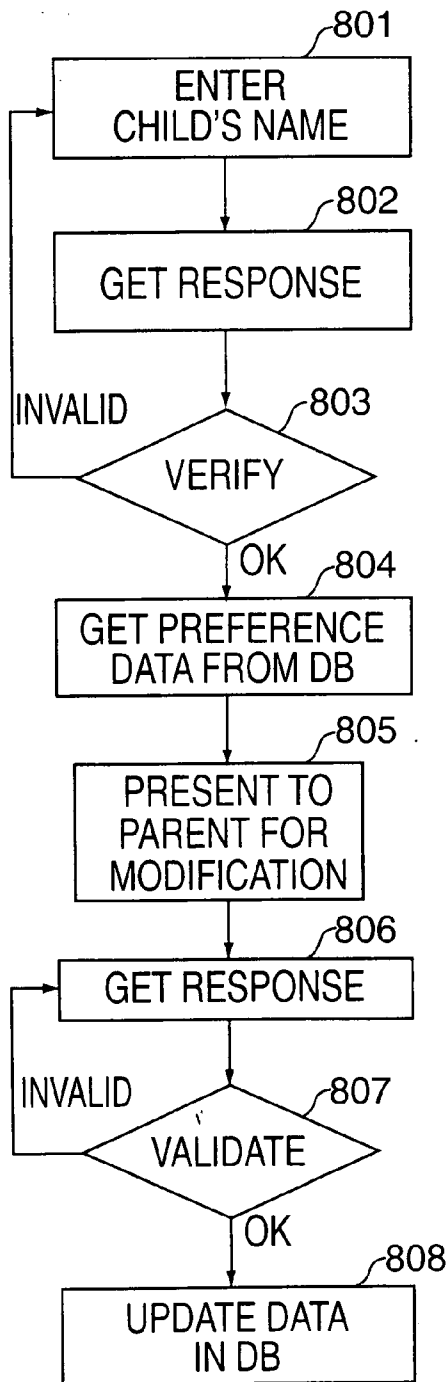 801
ENTER
CHILD'S NAME
802
GET RESPONSE
INVALID
803
VERIFY
OK
804
GET PREFERENCE
DATA FROM DB
805
PRESENT TO
PARENT FOR
MODIFICATION
806
GET RESPONSE
INVALID
807
VALIDATE
OK
808
UPDATE DATA
IN DB